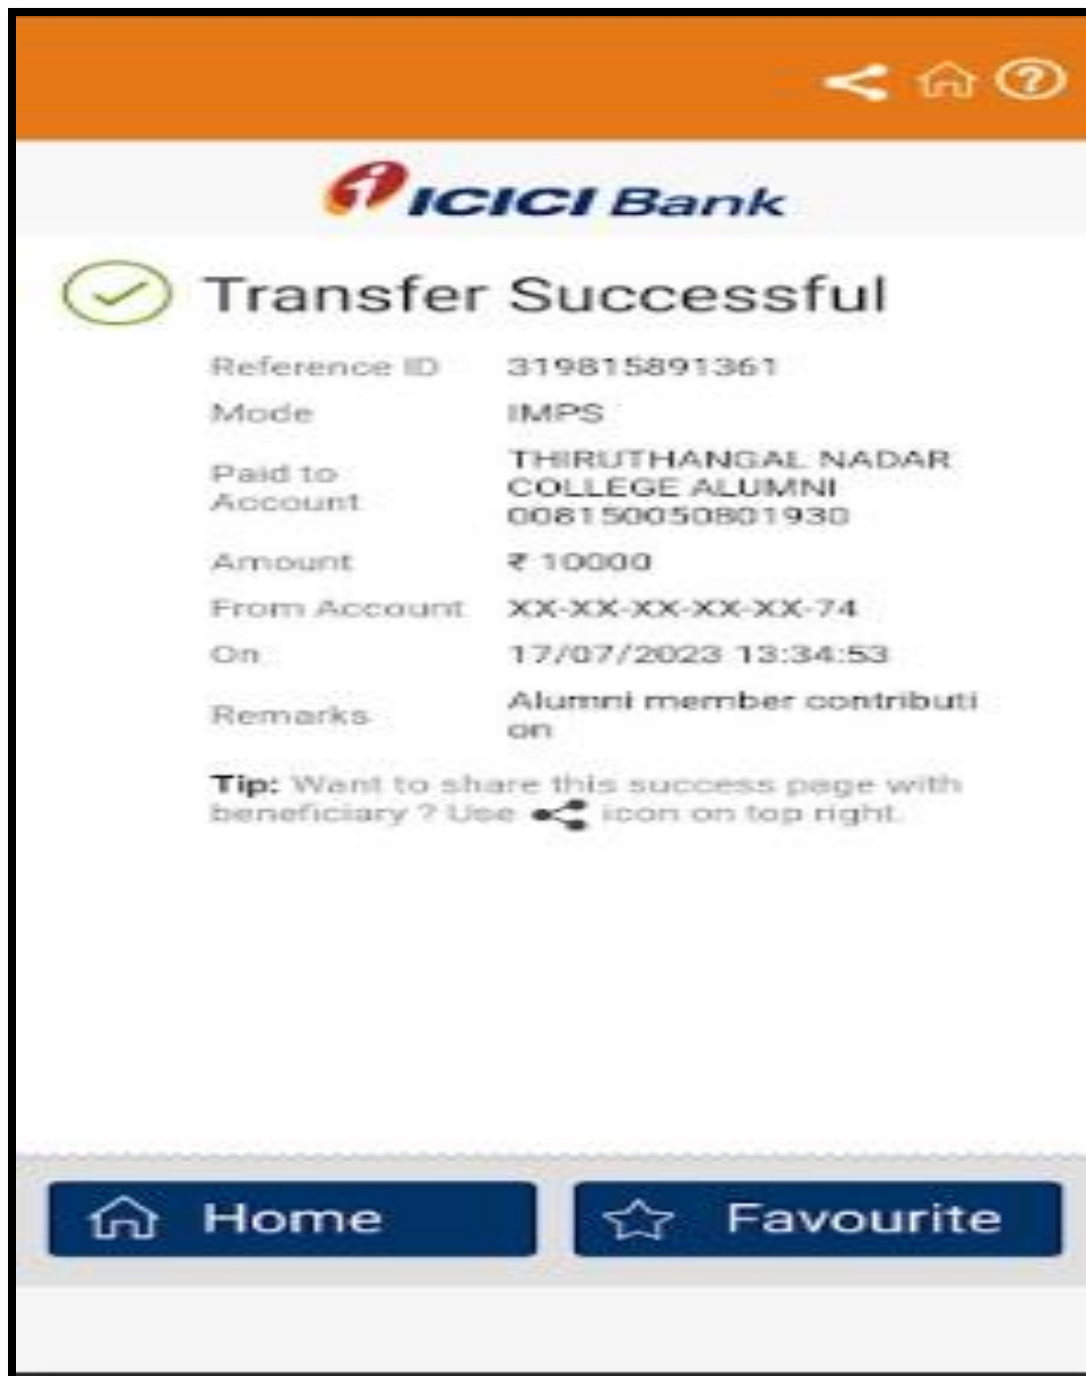 ICICI Bank
Transfer Successful
Reference ID 319815891361
Mode IMPS
Paid to Account THIRUTHANGAL NADAR
COLLEGE ALUMNI
008150050801930
Amount ₹ 10000
From Account XX-XX-XX-XX-XX-74
On 17/07/2023 13:34:53
Remarks Alumni member contributi
on
Tip: Want to share this success page with
beneficiary ? Use icon on top right.
Home
Favourite